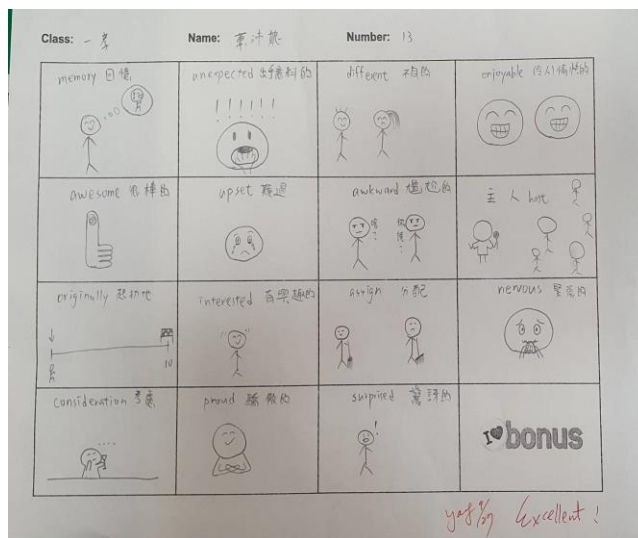 Class: 一孝 Name: Number: 13
memory 回憶
unexpected 出乎意料的
different 不同的
enjoyable 令人愉快的
!!!!!!
awesome 很棒的
upset 難過
awkward 尷尬的
主人 host
originally 起初地
interested 有興趣的
assign 分配
nervous 緊張的
10
consideration 考慮
proud 驕傲的
surprised 驚訝的
!
I bonus
Excellent!